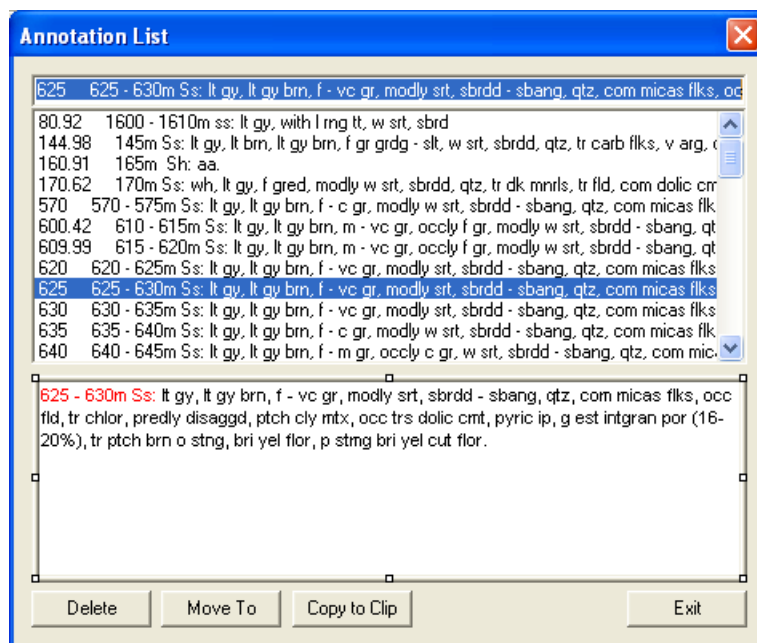 Annotation List
625 625 - 630m Ss: lt gy, lt gy brn, f - vc gr, modly srt, sbrdd - sbang, qtz, com micas flks, oc
80.92 1600 - 1610m ss: lt gy, with l rng tt, w srt, sbrd
144.98 145m Ss: lt gy, lt brn, lt gy brn, f gr grdg - slt, w srt, sbrdd, qtz, tr carb flks, v arg,
160.91 165m Sh: aa.
170.62 170m Ss: wh, lt gy, f gred, modly w srt, sbrdd, qtz, tr dk mnrls, tr fld, com dolic cm
570 570 - 575m Ss: lt gy, lt gy brn, f - c gr, modly w srt, sbrdd - sbang, qtz, com micas flk
600.42 610 - 615m Ss: lt gy, lt gy brn, m - vc gr, occly f gr, modly w srt, sbrdd - sbang, qt
609.99 615 - 620m Ss: lt gy, lt gy brn, m - vc gr, occly f gr, modly w srt, sbrdd - sbang, qt
620 620 - 625m Ss: lt gy, lt gy brn, f - vc gr, modly srt, sbrdd - sbang, qtz, com micas flks
625 625 - 630m Ss: lt gy, lt gy brn, f - vc gr, modly srt, sbrdd - sbang, qtz, com micas flks
630 630 - 635m Ss: lt gy, lt gy brn, f - vc gr, modly srt, sbrdd - sbang, qtz, com micas flks
635 635 - 640m Ss: lt gy, lt gy brn, f - c gr, modly w srt, sbrdd - sbang, qtz, com micas flk
640 640 - 645m Ss: lt gy, lt gy brn, f - m gr, occly c gr, w srt, sbrdd - sbang, qtz, com mic
625 - 630m Ss: lt gy, lt gy brn, f - vc gr, modly srt, sbrdd - sbang, qtz, com micas flks, occ
fld, tr chlor, predly disaggd, ptch cly mtx, occ trs dolic cmt, pyric ip, g est intgran por (16-
20%), tr ptch brn o stng, bri yel flor, p stmg bri yel cut flor.
Delete Move To Copy to Clip Exit